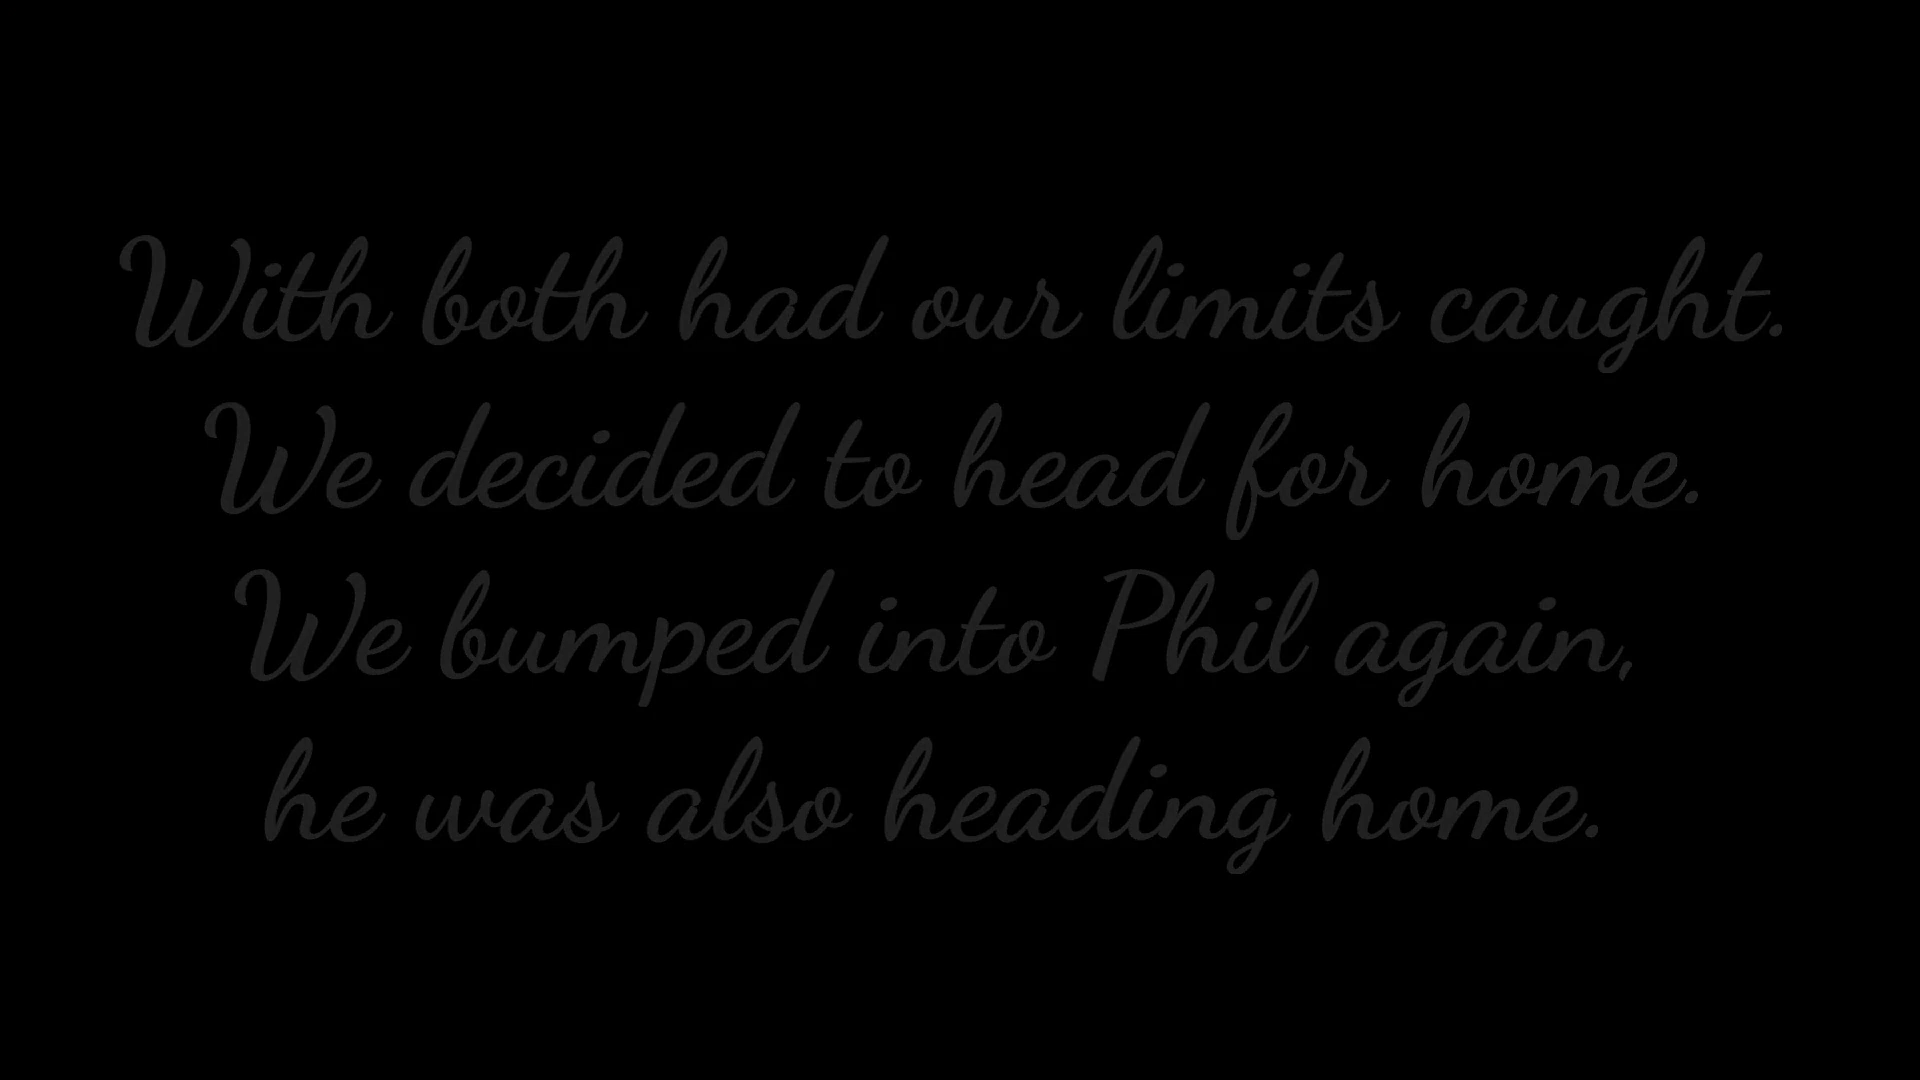 With both had our limits caught.
We decided to head for home.
We bumped into Phil again,
he was also heading home.